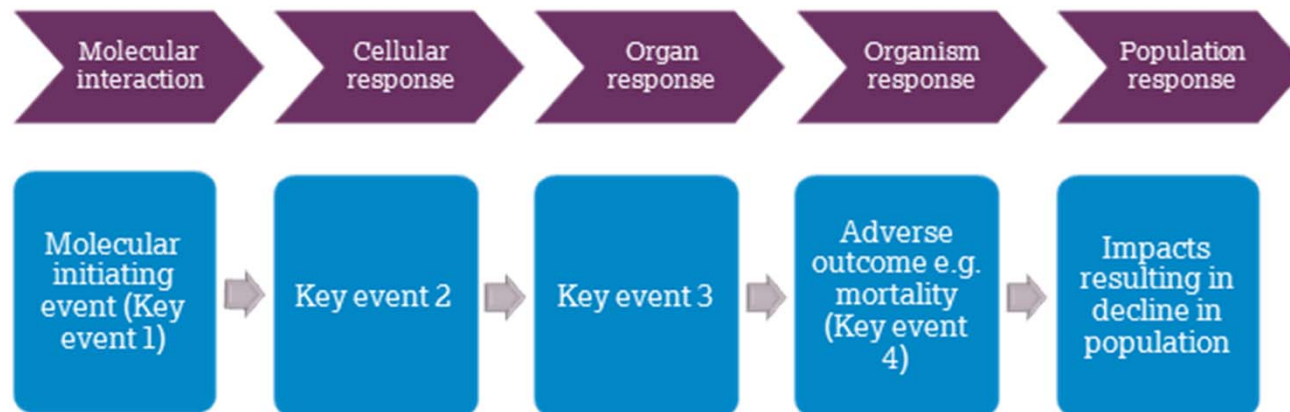 Molecular
interaction
Cellular
response
Organ
response
Organism
response
Population
response
Molecular
initiating
event (Key
event 1)
Key event 2
Key event 3
Adverse
outcome e.g.
mortality
(Key event
4)
Impacts
resulting in
decline in
population